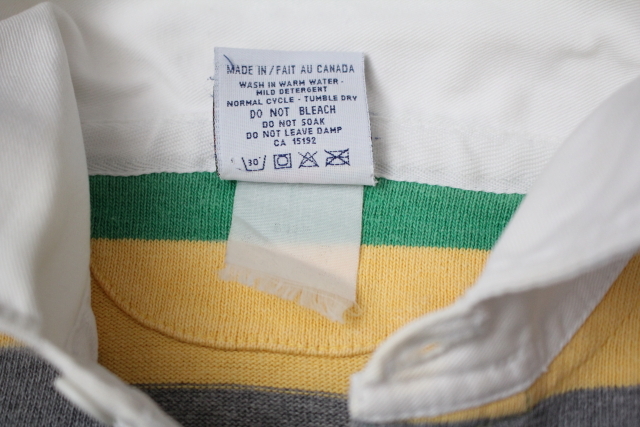 MADE IN/FAIT AU CANADA
WASH IN WARM WATER -
MILD DETERGENT
NORMAL CYCLE - TUMBLE DRY
DO NOT BLEACH
DO NOT SOAK
DO NOT LEAVE DAMP
CA 15192
30°